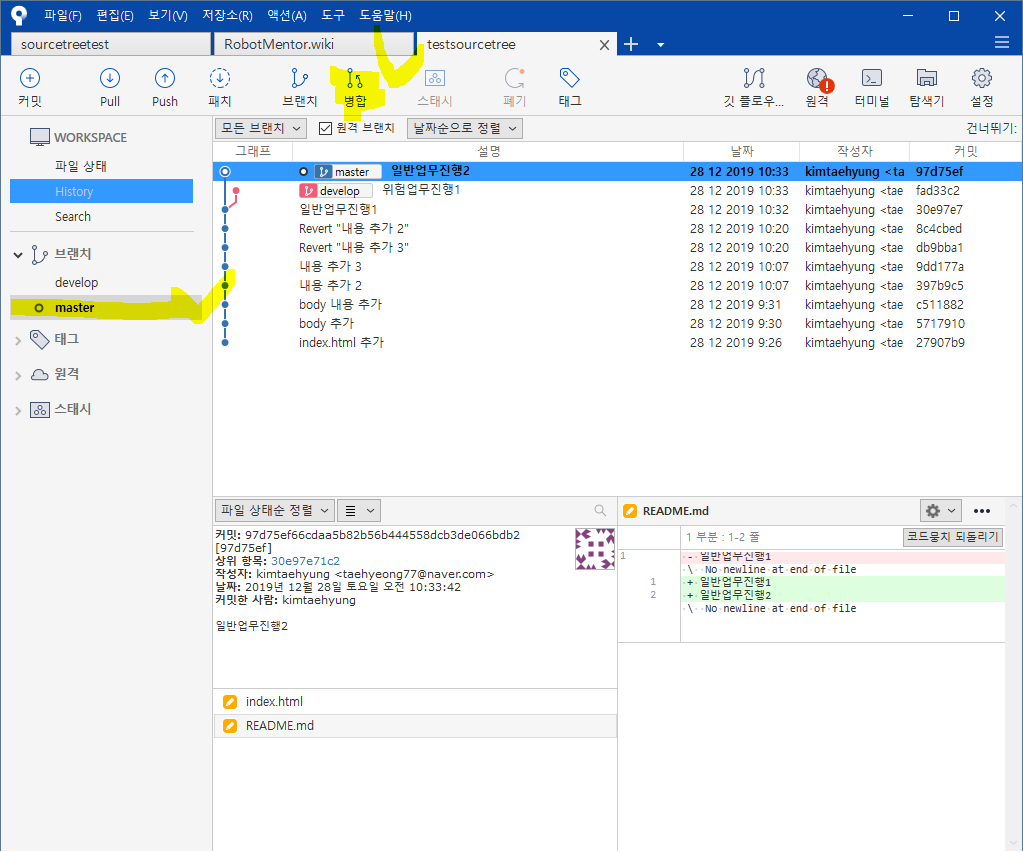 파일(F) 편집(E) 보기(V) 저장소(R) 액션(A) 도구 도움말(H)
sourcetreetest RobotMentor.wiki testsourcetree
커밋 Pull Push 패치 브랜치 병합 스태시 폐기 태그 깃 플로우... 원격 터미널 탐색기 설정
모든 브랜치 원격 브랜치 날짜순으로 정렬 건너뛰기:
WORKSPACE
파일 상태
History
Search
브랜치
develop
master
태그
원격
스태시
그래프 설명 날짜 작성자 커밋
master 일반업무진행2 28 12 2019 10:33 kimtaehyung <ta 97d75ef
develop 위험업무진행1 28 12 2019 10:33 kimtaehyung <tae fad33c2
일반업무진행1 28 12 2019 10:32 kimtaehyung <tae 30e97e7
Revert "내용 추가 2" 28 12 2019 10:20 kimtaehyung <tae 8c4cbed
Revert "내용 추가 3" 28 12 2019 10:20 kimtaehyung <tae db9bba1
내용 추가 3 28 12 2019 10:07 kimtaehyung <tae 9dd177a
내용 추가 2 28 12 2019 10:07 kimtaehyung <tae 397b9c5
body 내용 추가 28 12 2019 9:31 kimtaehyung <tae c511882
body 추가 28 12 2019 9:30 kimtaehyung <tae 5717910
index.html 추가 28 12 2019 9:26 kimtaehyung <tae 27907b9
파일 상태순 정렬
커밋: 97d75ef66cdaa5b82b56b444558dcb3de066bdb2
[97d75ef]
상위 항목: 30e97e71c2
작성자: kimtaehyung <taehyeong77@naver.com>
날짜: 2019년 12월 28일 토요일 오전 10:33:42
커밋한 사람: kimtaehyung
일반업무진행2
index.html
README.md
README.md
1 부분 : 1-2 줄 코드뭉치 되돌리기
1 - 일반업무진행1
\ No newline at end of file
1 + 일반업무진행1
2 + 일반업무진행2
\ No newline at end of file